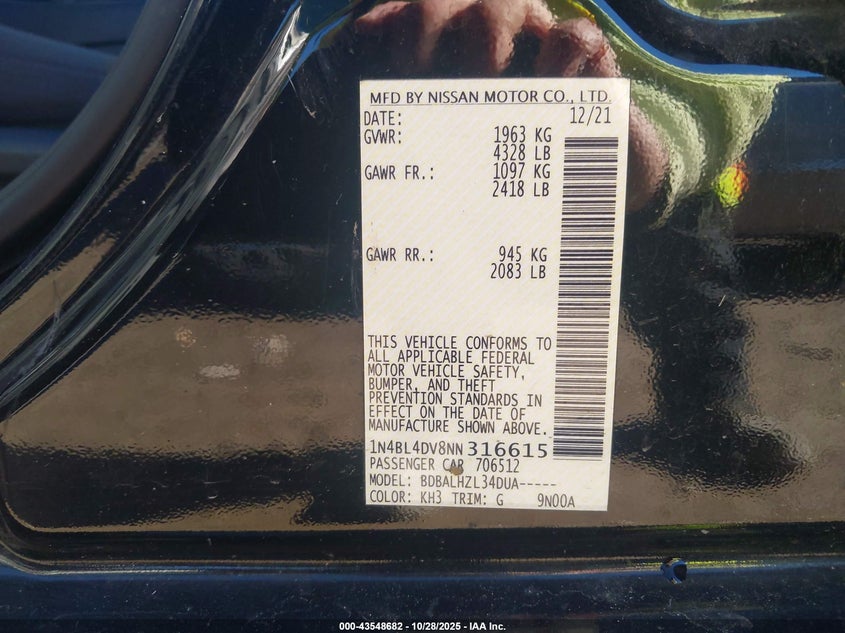 MFD BY NISSAN MOTOR CO., LTD.
DATE: 12/21
GVWR: 1963 KG
4328 LB
GAWR FR.: 1097 KG
2418 LB
GAWR RR.: 945 KG
2083 LB
THIS VEHICLE CONFORMS TO
ALL APPLICABLE FEDERAL
MOTOR VEHICLE SAFETY,
BUMPER, AND THEFT
PREVENTION STANDARDS IN
EFFECT ON THE DATE OF
MANUFACTURE SHOWN ABOVE.
1N4BL4DV8NN316615
PASSENGER CAR 706512
MODEL: BDBALHZL34DUA-----
COLOR: KH3 TRIM: G 9N00A
000-43548682 - 10/28/2025 - IAA Inc.